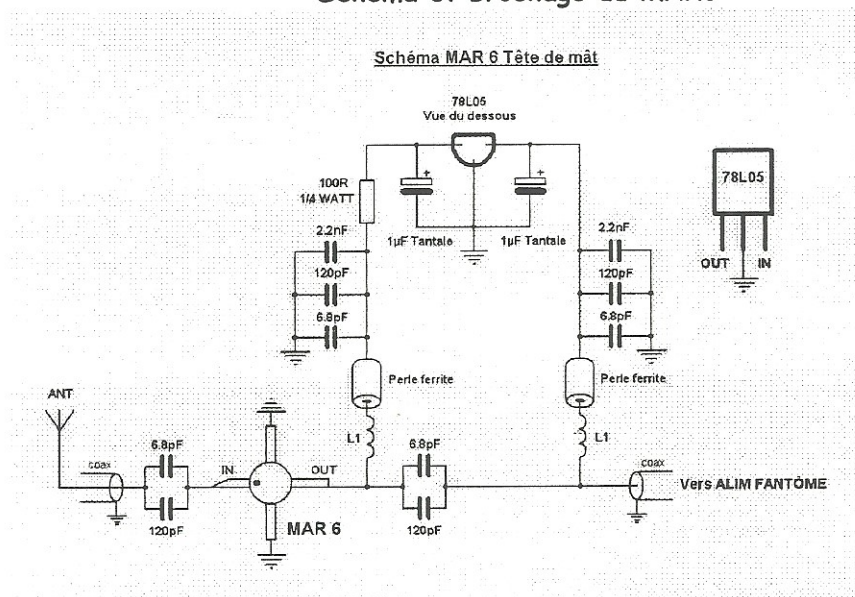 Schéma MAR 6 Tête de mât
78L05
Vue du dessous
100R
1/4 WATT
1µF Tantale
1µF Tantale
78L05
OUT
IN
2.2nF
120pF
6.8pF
2.2nF
120pF
6.8pF
Perle ferrite
Perle ferrite
L1
L1
ANT
coax
6.8pF
120pF
IN
OUT
MAR 6
6.8pF
120pF
coax
Vers ALIM FANTÔME